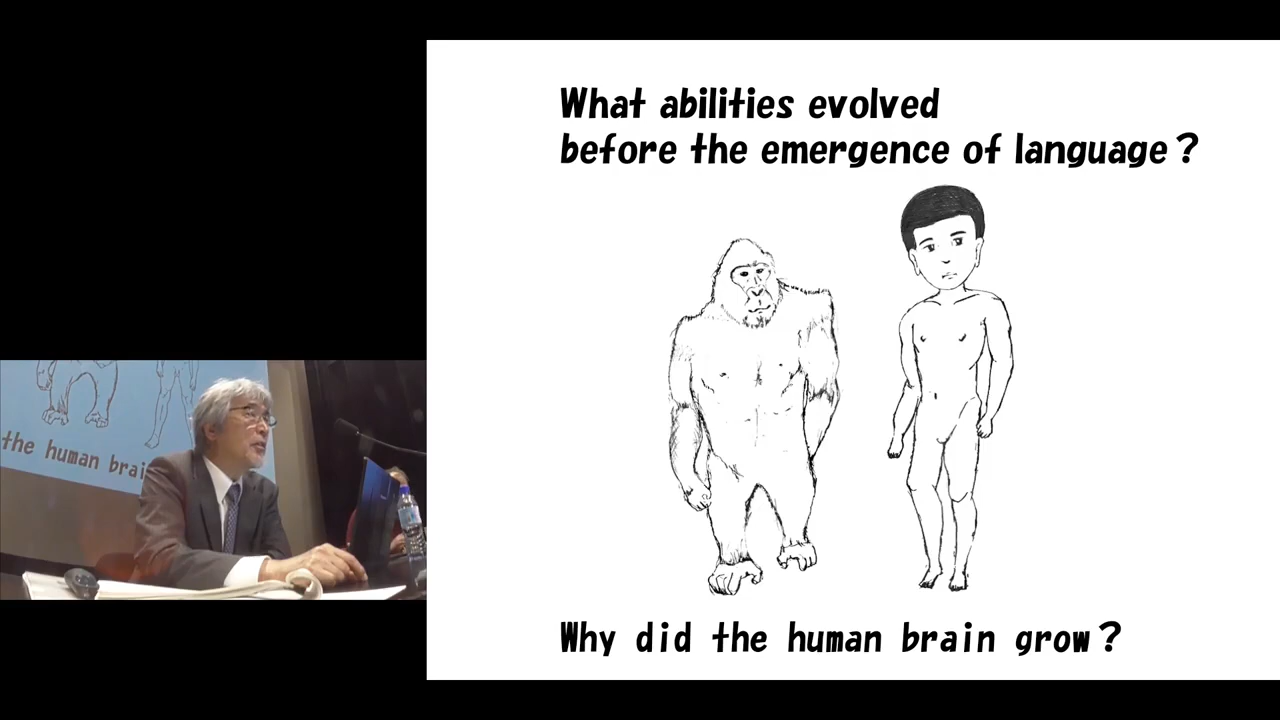 What abilities evolved
before the emergence of language?
Why did the human brain grow?
the human brai